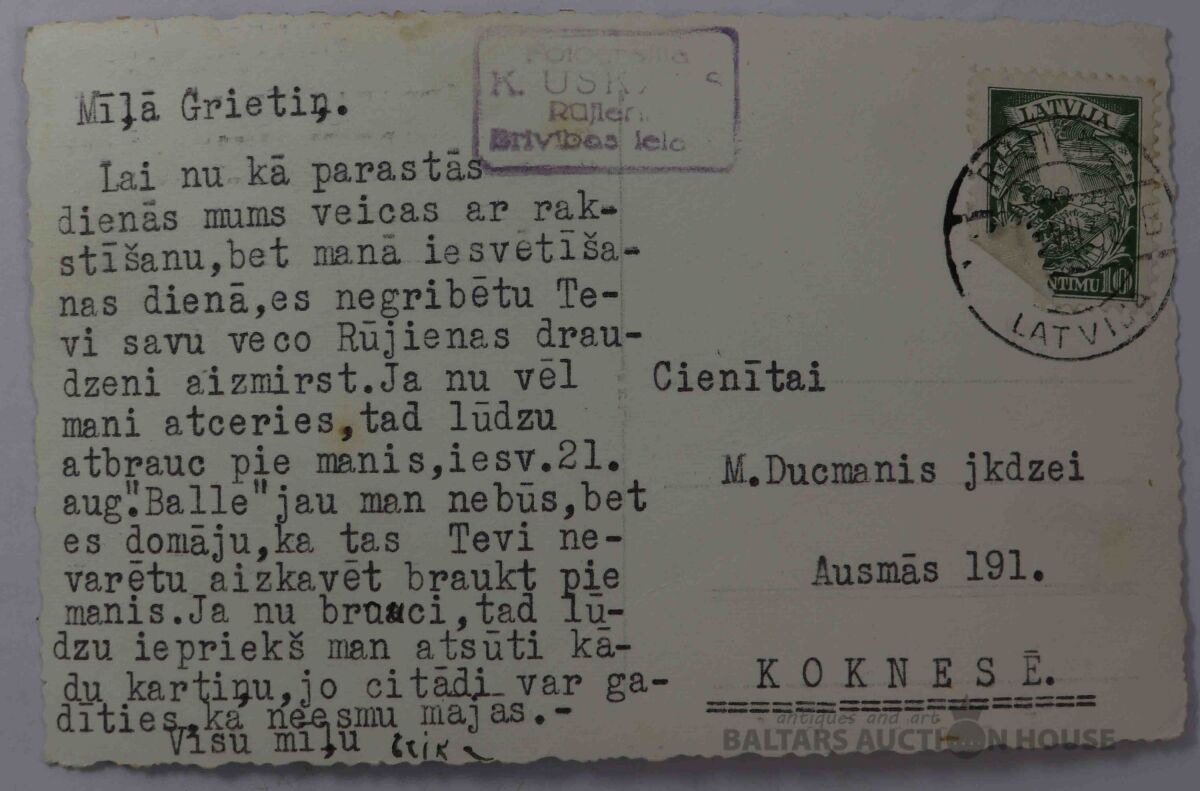 Mīļā Grietiņ.
Lai nu kā parastās
dienās mums veicas ar rak-
stīšanu,bet manā iesvētīša-
nas dienā,es negribētu Te-
vi savu veco Rūjienas drau-
dzeni aizmirst.Ja nu vēl
mani atceries,tad lūdzu
atbrauc pie manis,iesv.21.
aug."Balle"jau man nebūs,bet
es domāju,ka tas Tevi ne-
varētu aizkavēt braukt pie
manis.Ja nu brauci,tad lū-
dzu iepriekš man atsūti kā-
du kartiņu,jo citādi var ga-
dīties,ka neesmu mājas.-
Visu mīļu
K.
Brīvības iela
LATVIJA
10
LATVIJA
Cienītai
M.Ducmanis jkdzei
Ausmās 191.
KOKNESĒ.
antiques and art
BALTARS AUCTION HOUSE